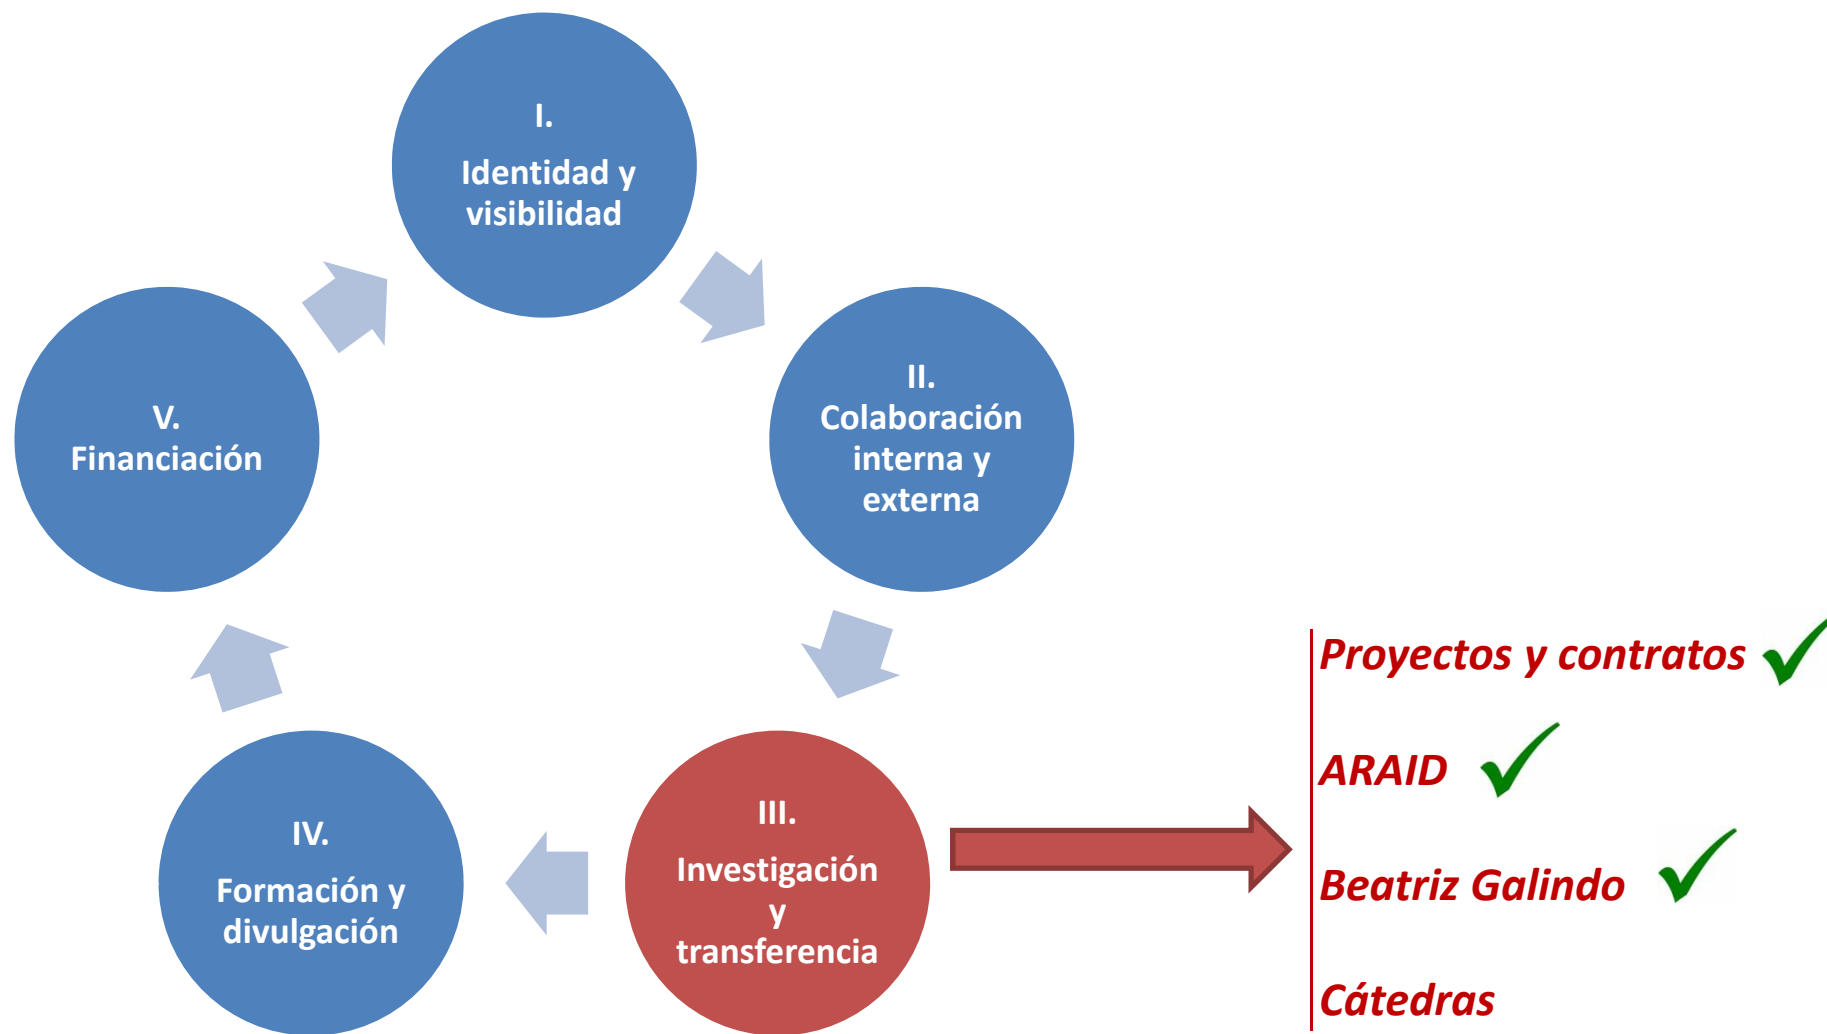 I.
Identidad y
visibilidad
II.
Colaboración
interna y
externa
III.
Investigación
y
transferencia
IV.
Formación y
divulgación
V.
Financiación
Proyectos y contratos
ARAID
Beatriz Galindo
Cátedras